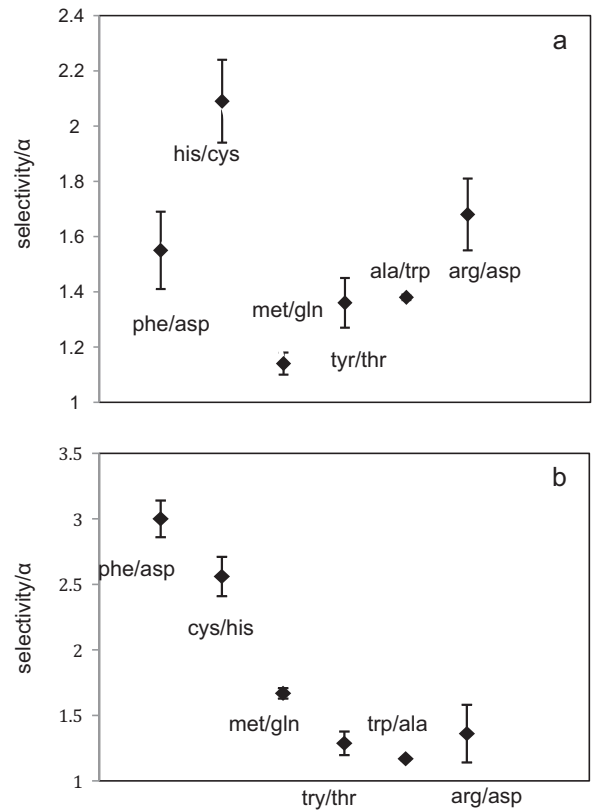 2.4
a
2.2
2
his/cys
1.8
selectivity/α
1.6
ala/trp
arg/asp
1.4
met/gln
phe/asp
tyr/thr
1.2
1
3.5
b
3
phe/asp
2.5
cys/his
selectivity/α
2
met/gln
trp/ala
1.5
1
try/thr
arg/asp